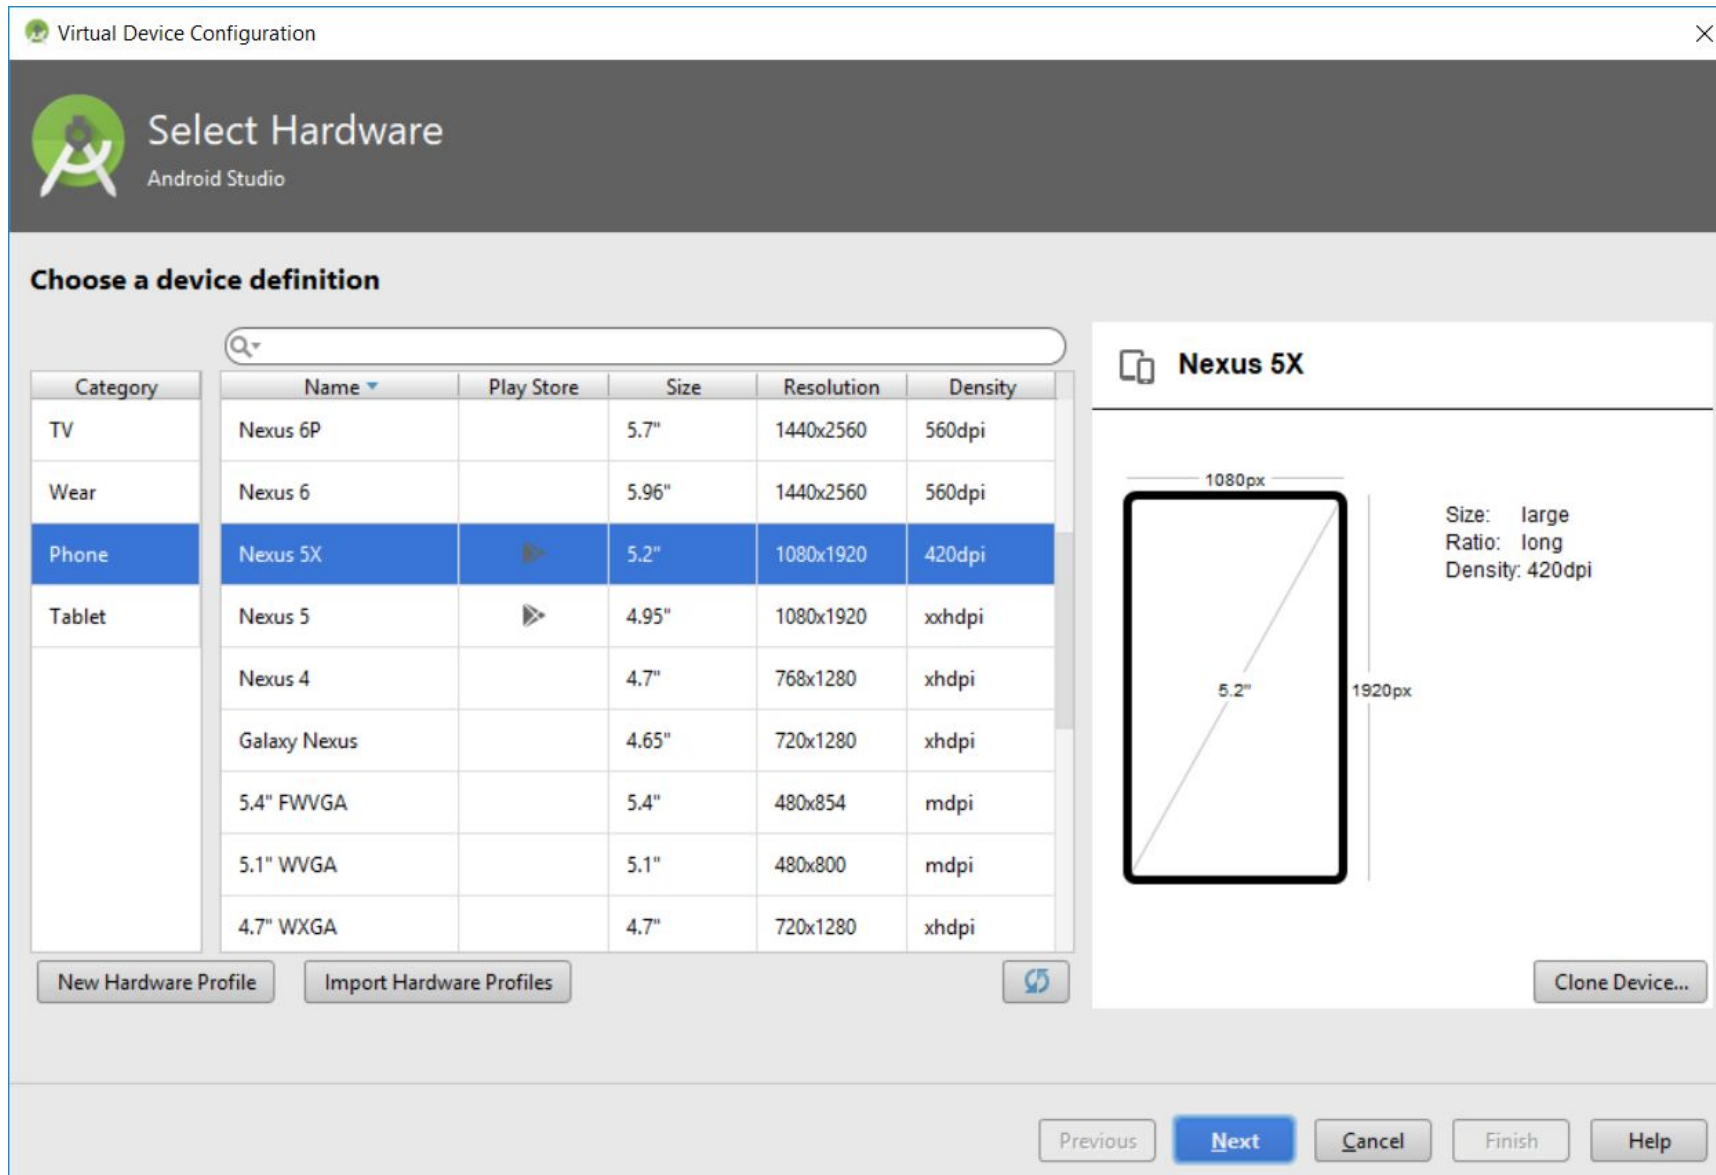 Virtual Device Configuration
Select Hardware
Android Studio
Choose a device definition
Category
TV
Wear
Phone
Tablet
Name Play Store Size Resolution Density
Nexus 6P 5.7" 1440x2560 560dpi
Nexus 6 5.96" 1440x2560 560dpi
Nexus 5X 5.2" 1080x1920 420dpi
Nexus 5 4.95" 1080x1920 xxhdpi
Nexus 4 4.7" 768x1280 xhdpi
Galaxy Nexus 4.65" 720x1280 xhdpi
5.4" FWVGA 5.4" 480x854 mdpi
5.1" WVGA 5.1" 480x800 mdpi
4.7" WXGA 4.7" 720x1280 xhdpi
New Hardware Profile Import Hardware Profiles
Nexus 5X
1080px
5.2"
1920px
Size: large
Ratio: long
Density: 420dpi
Clone Device...
Previous Next Cancel Finish Help